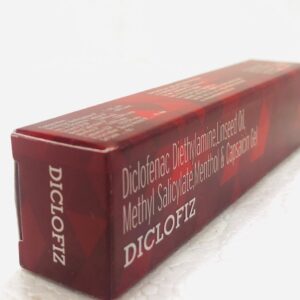 Diclofenac Diethylamine,Linseed Oil,
Methyl Salicylate,Menthol & Capsaicin Gel
DICLOFIZ
DICLOFIZ